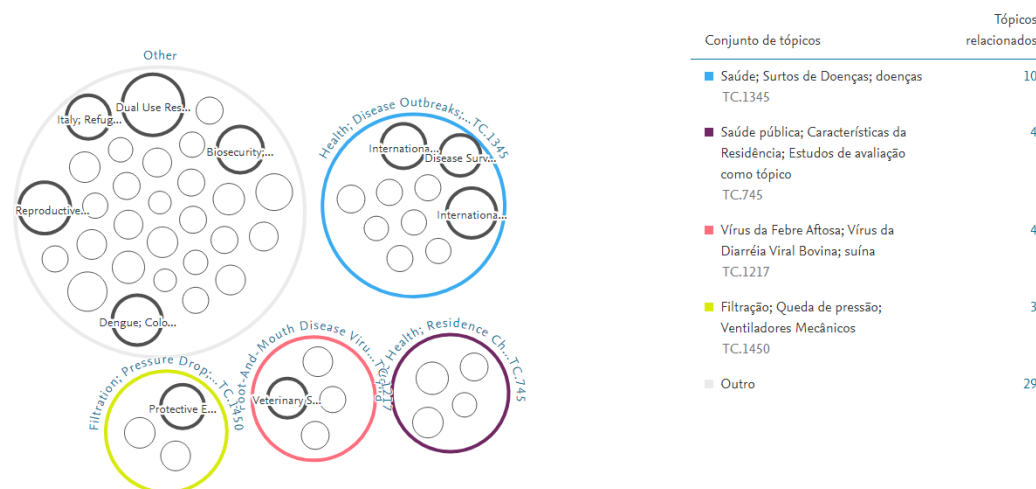 Other
Dual Use Res...
Italy; Refug...
Biosecurity;...
Reproductive...
Dengue; Colo...
Health; Disease Outbreaks;...TC.1345
Internationa...
Disease Surv...
Internationa...
Filtration; Pressure Drop;...TC.1450
Protective E...
Foot-And-Mouth Disease Viru...TC.1217
Veterinary S...
Health; Residence Ch...TC.745
Conjunto de tópicos
Tópicos
relacionados
Saúde; Surtos de Doenças; doenças 10
TC.1345
Saúde pública; Características da 4
Residência; Estudos de avaliação
como tópico
TC.745
Vírus da Febre Aftosa; Vírus da 4
Diarréia Viral Bovina; suína
TC.1217
Filtração; Queda de pressão; 3
Ventiladores Mecânicos
TC.1450
Outro 29